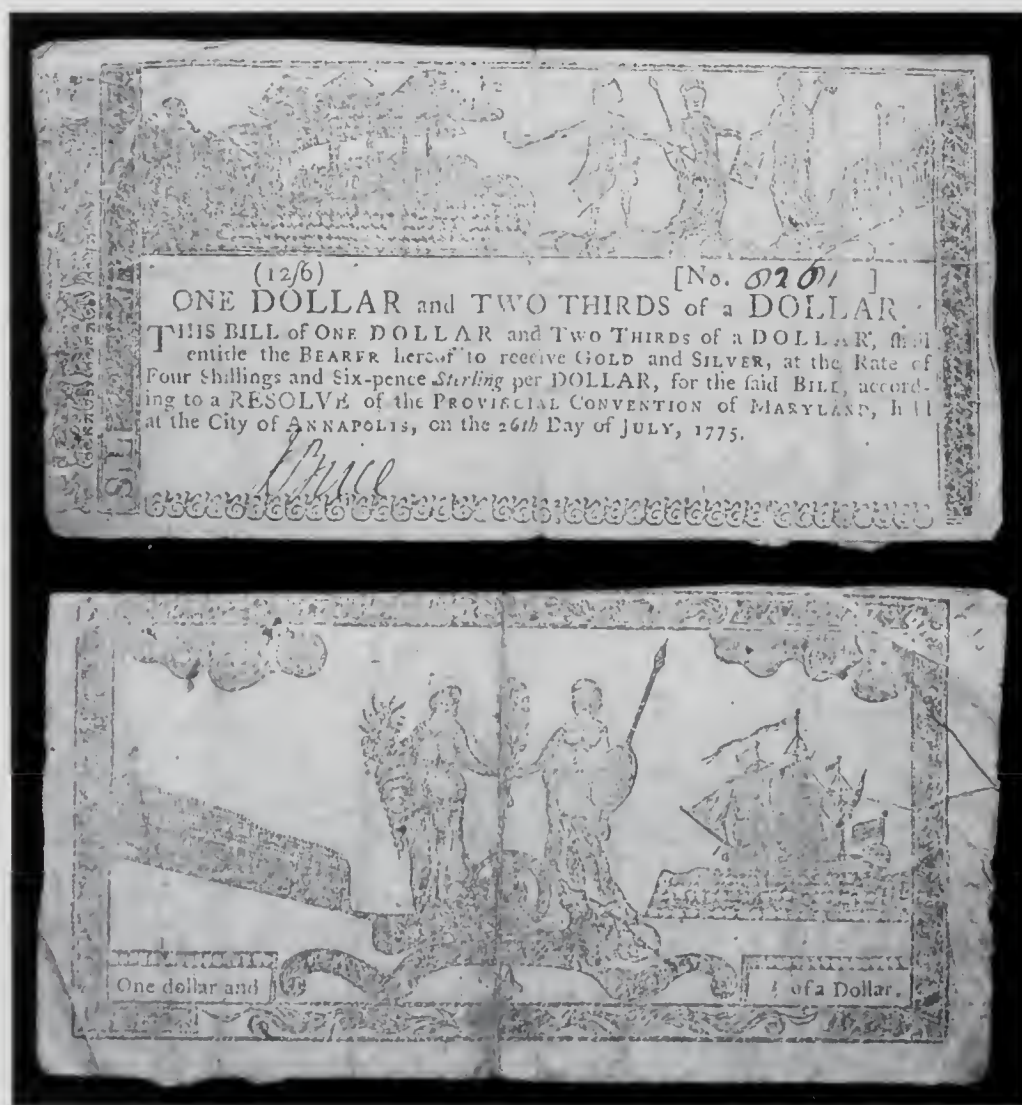 (12/6) [No. 8261 ]
ONE DOLLAR and TWO THIRDS of a DOLLAR
THIS BILL of ONE DOLLAR and TWO THIRDS of a DOLLAR, shall
entitle the BEARER hereof to receive GOLD and SILVER, at the Rate of
Four Shillings and Six-pence Sterling per DOLLAR, for the said BILL, accord-
ing to a RESOLVE of the PROVINCIAL CONVENTION of MARYLAND, held
at the City of ANNAPOLIS, on the 26th Day of JULY, 1775.
One dollar and
of a Dollar.